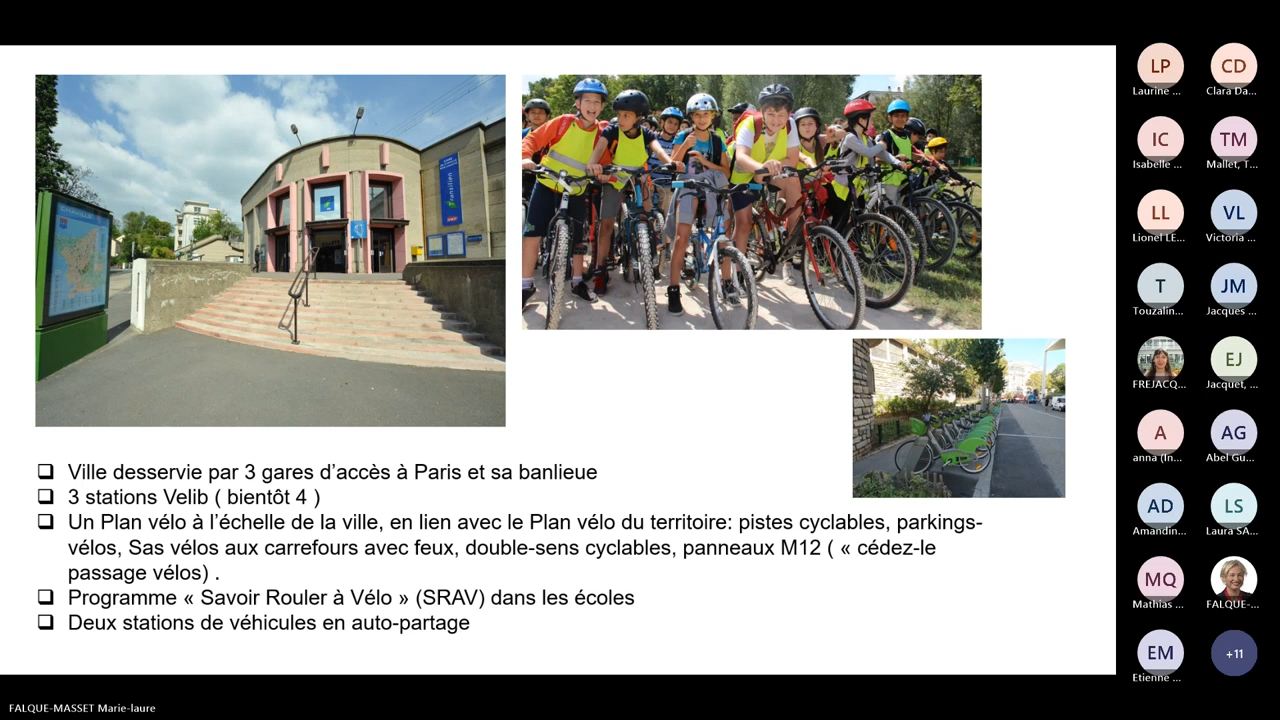 transilien
SNCF
❑ Ville desservie par 3 gares d’accès à Paris et sa banlieue
❑ 3 stations Velib ( bientôt 4 )
❑ Un Plan vélo à l’échelle de la ville, en lien avec le Plan vélo du territoire: pistes cyclables, parkings-
vélos, Sas vélos aux carrefours avec feux, double-sens cyclables, panneaux M12 ( « cédez-le
passage vélos) .
❑ Programme « Savoir Rouler à Vélo » (SRAV) dans les écoles
❑ Deux stations de véhicules en auto-partage
LP
Laurine ...
CD
Clara Da...
IC
Isabelle ...
TM
Mallet, T...
LL
Lionel LE...
VL
Victoria ...
T
Touzalin...
JM
Jacques ...
FREJACQ...
EJ
Jacquet, ...
A
anna (In...
AG
Abel Gu...
AD
Amandin...
LS
Laura SA...
MQ
Mathias ...
FALQUE-...
EM
Etienne ...
+11
FALQUE-MASSET Marie-laure